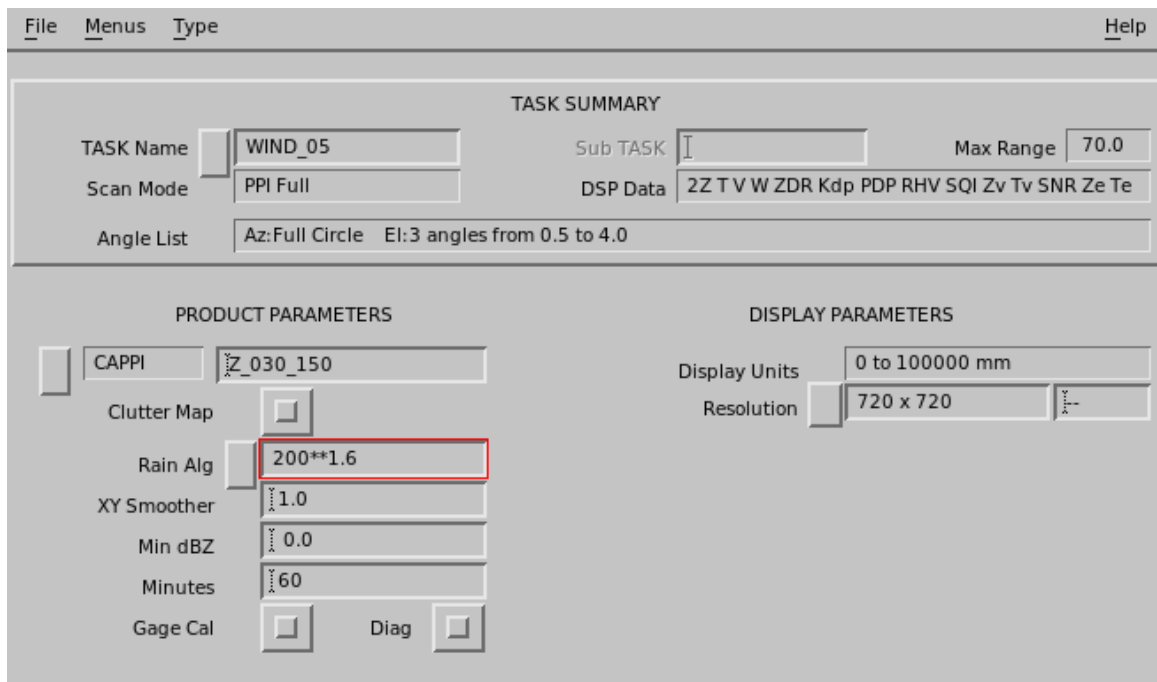 File Menus Type Help
TASK SUMMARY
TASK Name WIND_05 Sub TASK Max Range 70.0
Scan Mode PPI Full DSP Data 2Z T V W ZDR Kdp PDP RHV SQI Zv Tv SNR Ze Te
Angle List Az:Full Circle El:3 angles from 0.5 to 4.0
PRODUCT PARAMETERS DISPLAY PARAMETERS
CAPPI Z_030_150 Display Units 0 to 100000 mm
Clutter Map Resolution 720 x 720 --
Rain Alg 200**1.6
XY Smoother 1.0
Min dBZ 0.0
Minutes 60
Gage Cal Diag